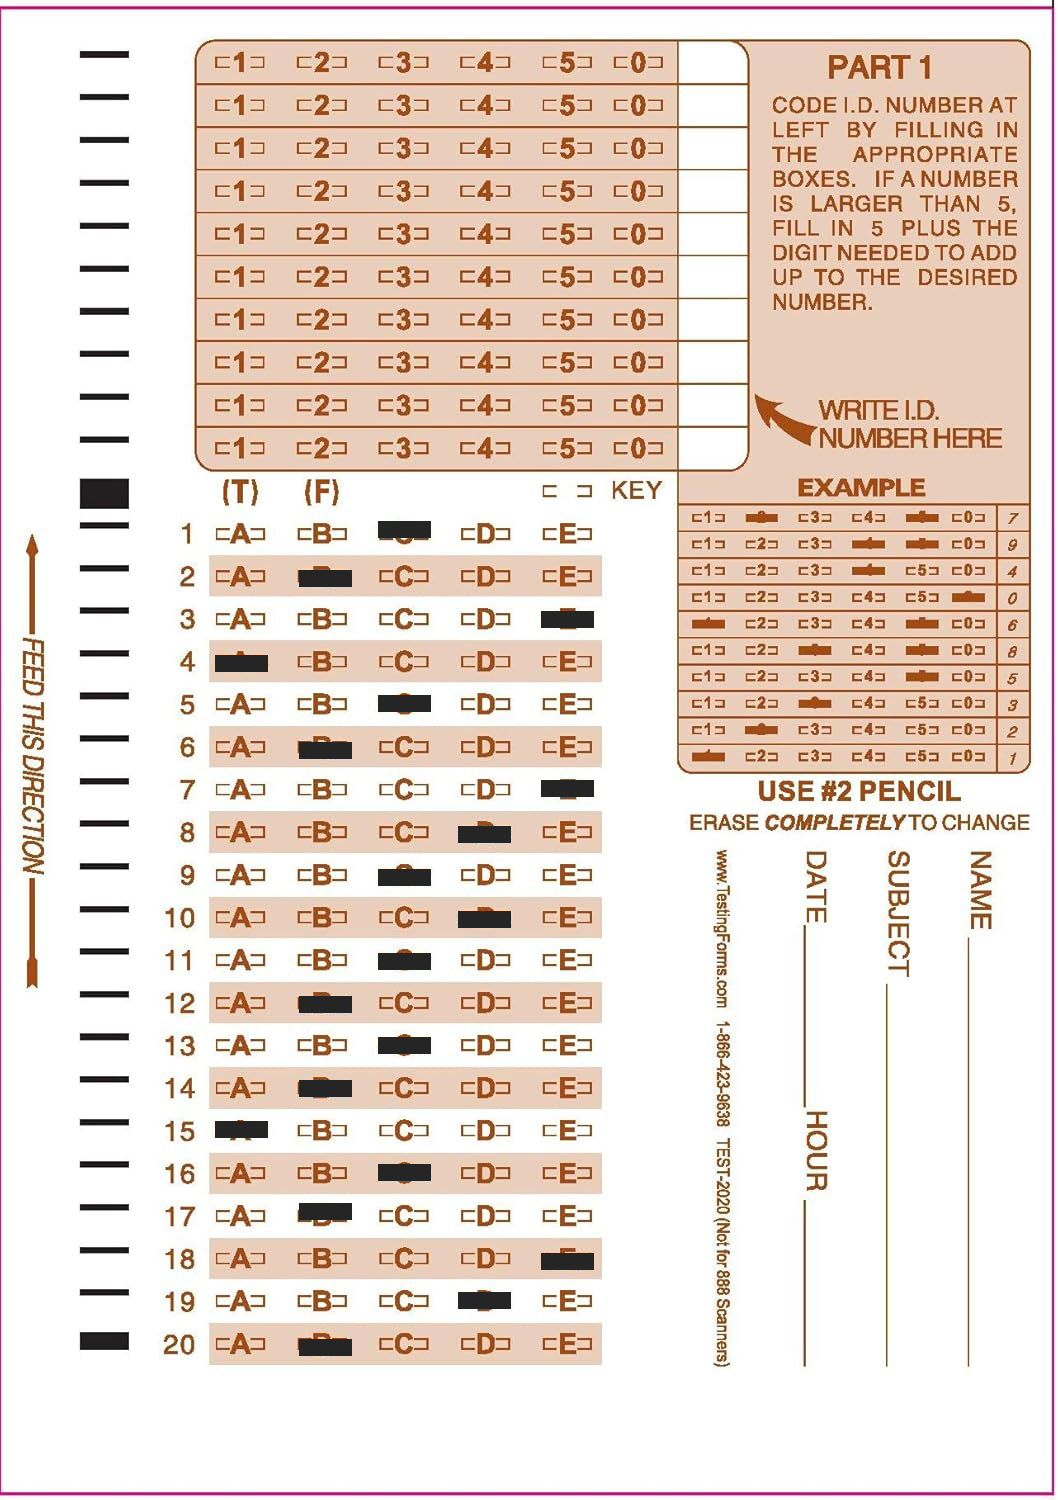 1 2 3 4 5 0
1 2 3 4 5 0
1 2 3 4 5 0
1 2 3 4 5 0
1 2 3 4 5 0
1 2 3 4 5 0
1 2 3 4 5 0
1 2 3 4 5 0
1 2 3 4 5 0
1 2 3 4 5 0
PART 1
CODE I.D. NUMBER AT
LEFT BY FILLING IN
THE APPROPRIATE
BOXES. IF A NUMBER
IS LARGER THAN 5,
FILL IN 5 PLUS THE
DIGIT NEEDED TO ADD
UP TO THE DESIRED
NUMBER.
WRITE I.D.
NUMBER HERE
(T) (F) KEY
1 A B D E
2 A C D E
3 A B C D
4 B C D E
5 A B D E
6 A C D E
7 A B C D
8 A B C E
9 A B D E
10 A B C E
11 A B D E
12 A C D E
13 A B D E
14 A C D E
15 B C D E
16 A B D E
17 A C D E
18 A B C D
19 A B C E
20 A C D E
EXAMPLE
1 3 4 0 7
1 2 3 0 9
1 2 3 5 0 4
1 2 3 4 5 0
2 3 4 0 6
1 2 4 0 8
1 2 3 4 0 5
1 2 4 5 0 3
1 3 4 5 0 2
2 3 4 5 0 1
USE #2 PENCIL
ERASE COMPLETELY TO CHANGE
FEED THIS DIRECTION
NAME
SUBJECT
DATE HOUR
www.TestingForms.com 1-866-423-9638 TEST-2020 (Not for 888 Scanners)